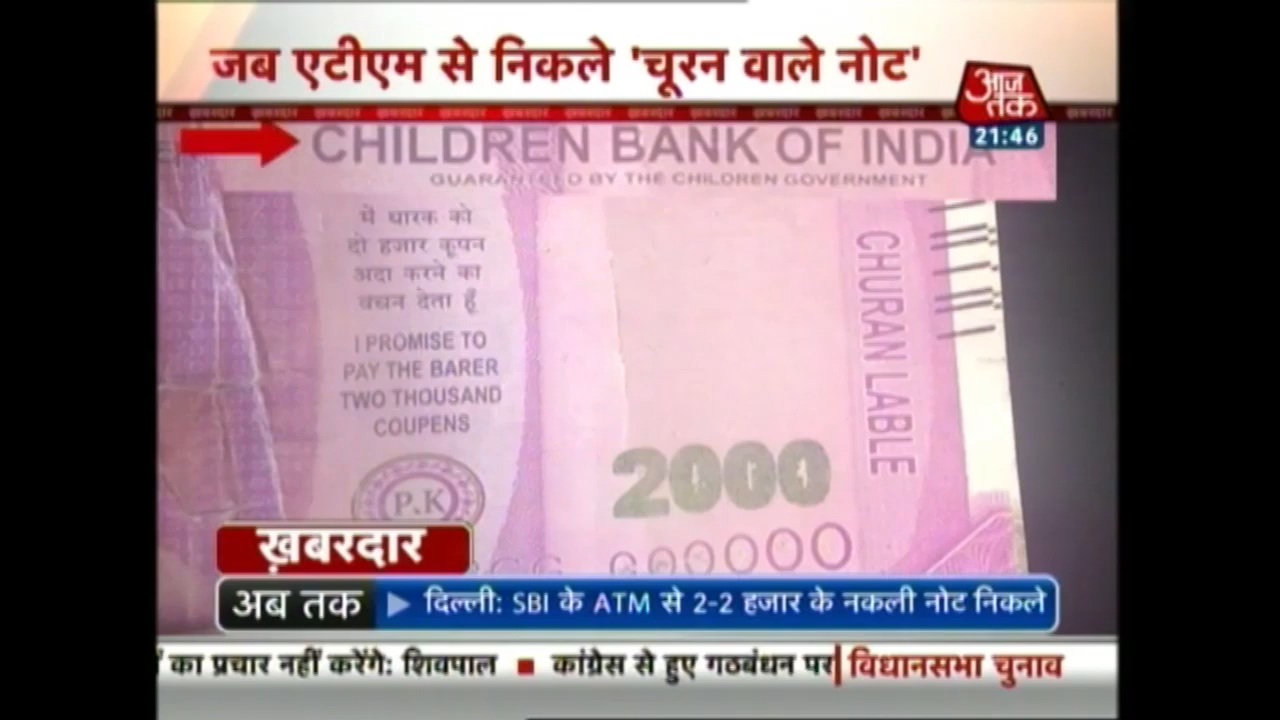 जब एटीएम से निकले 'चूरन वाले नोट'
आज तक
21:46
CHILDREN BANK OF INDIA
GUARANTEED BY THE CHILDREN GOVERNMENT
में धारक को
दो हजार कूपन
अदा करने का
वचन देता हूँ
I PROMISE TO
PAY THE BARER
TWO THOUSAND
COUPENS
P.K
CHURAN LABLE
2000
000000
ख़बरदार
अब तक
दिल्ली: SBI के ATM से 2-2 हजार के नकली नोट निकले
का प्रचार नहीं करेंगे: शिवपाल ■ कांग्रेस से हुए गठबंधन पर
विधानसभा चुनाव